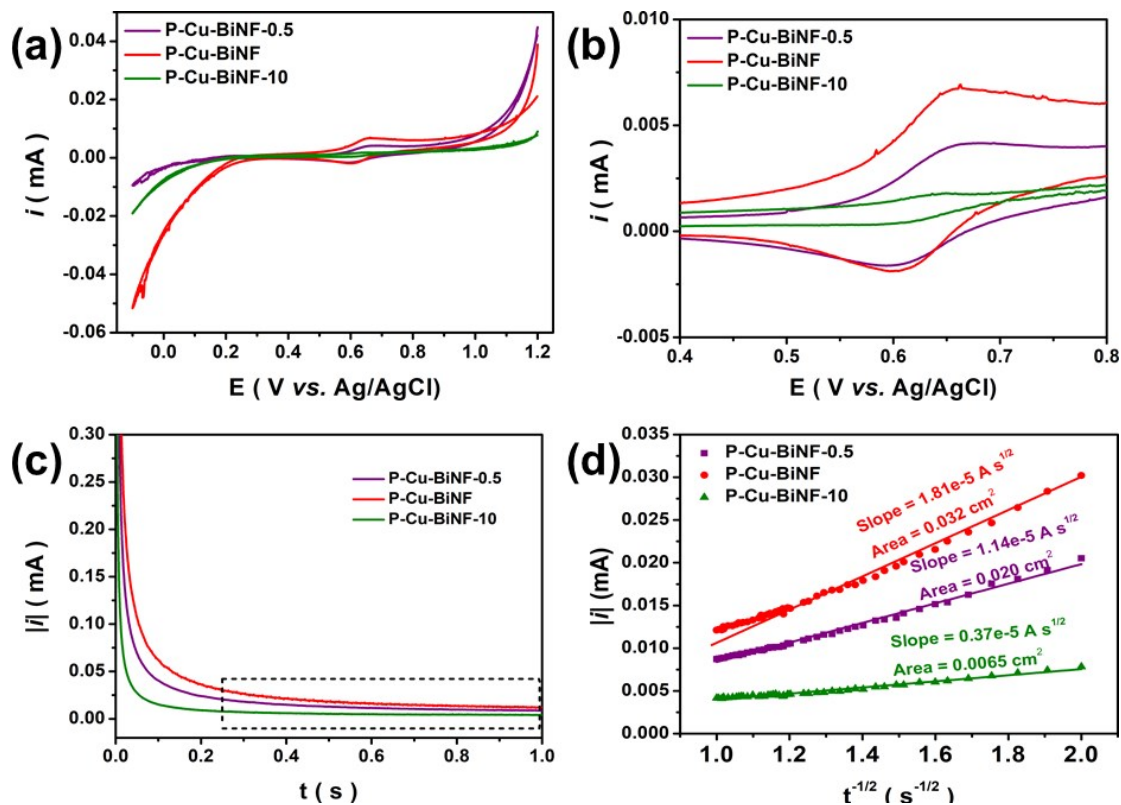 (a)
P-Cu-BiNF-0.5
P-Cu-BiNF
P-Cu-BiNF-10
0.04
0.02
0.00
-0.02
-0.04
-0.06
i ( mA )
0.0 0.2 0.4 0.6 0.8 1.0 1.2
E ( V vs. Ag/AgCl)
(b)
P-Cu-BiNF-0.5
P-Cu-BiNF
P-Cu-BiNF-10
0.010
0.005
0.000
-0.005
i ( mA )
0.4 0.5 0.6 0.7 0.8
E ( V vs. Ag/AgCl)
(c)
P-Cu-BiNF-0.5
P-Cu-BiNF
P-Cu-BiNF-10
0.30
0.25
0.20
0.15
0.10
0.05
0.00
|i| ( mA )
0.0 0.2 0.4 0.6 0.8 1.0
t ( s )
(d)
P-Cu-BiNF-0.5
P-Cu-BiNF
P-Cu-BiNF-10
Slope = 1.81e-5 A s^1/2
Area = 0.032 cm^2
Slope = 1.14e-5 A s^1/2
Area = 0.020 cm^2
Slope = 0.37e-5 A s^1/2
Area = 0.0065 cm^2
0.035
0.030
0.025
0.020
0.015
0.010
0.005
0.000
|i| (mA)
1.0 1.2 1.4 1.6 1.8 2.0
t^-1/2 ( s^-1/2)